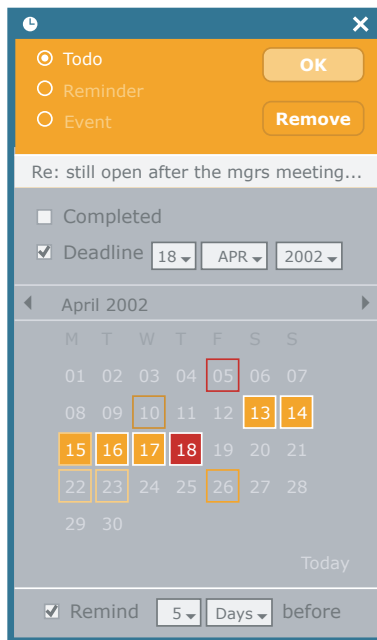 Todo
OK
Reminder
Event
Remove
Re: still open after the mgrs meeting...
Completed
Deadline 18 APR 2002
April 2002
M T W T F S S
01 02 03 04 05 06 07
08 09 10 11 12 13 14
15 16 17 18 19 20 21
22 23 24 25 26 27 28
29 30
Today
Remind 5 Days before